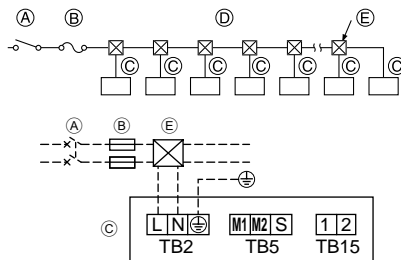 Ⓐ Ⓑ Ⓓ Ⓔ
Ⓒ Ⓒ Ⓒ Ⓒ Ⓒ Ⓒ Ⓒ
Ⓐ Ⓑ Ⓔ
Ⓒ L N M1 M2 S 1 2
TB2 TB5 TB15